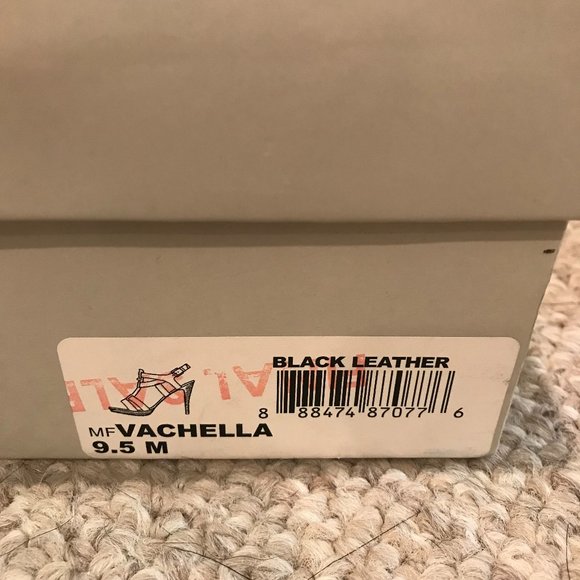 BLACK LEATHER
8 88474 87077 6
MFVACHELLA
9.5 M